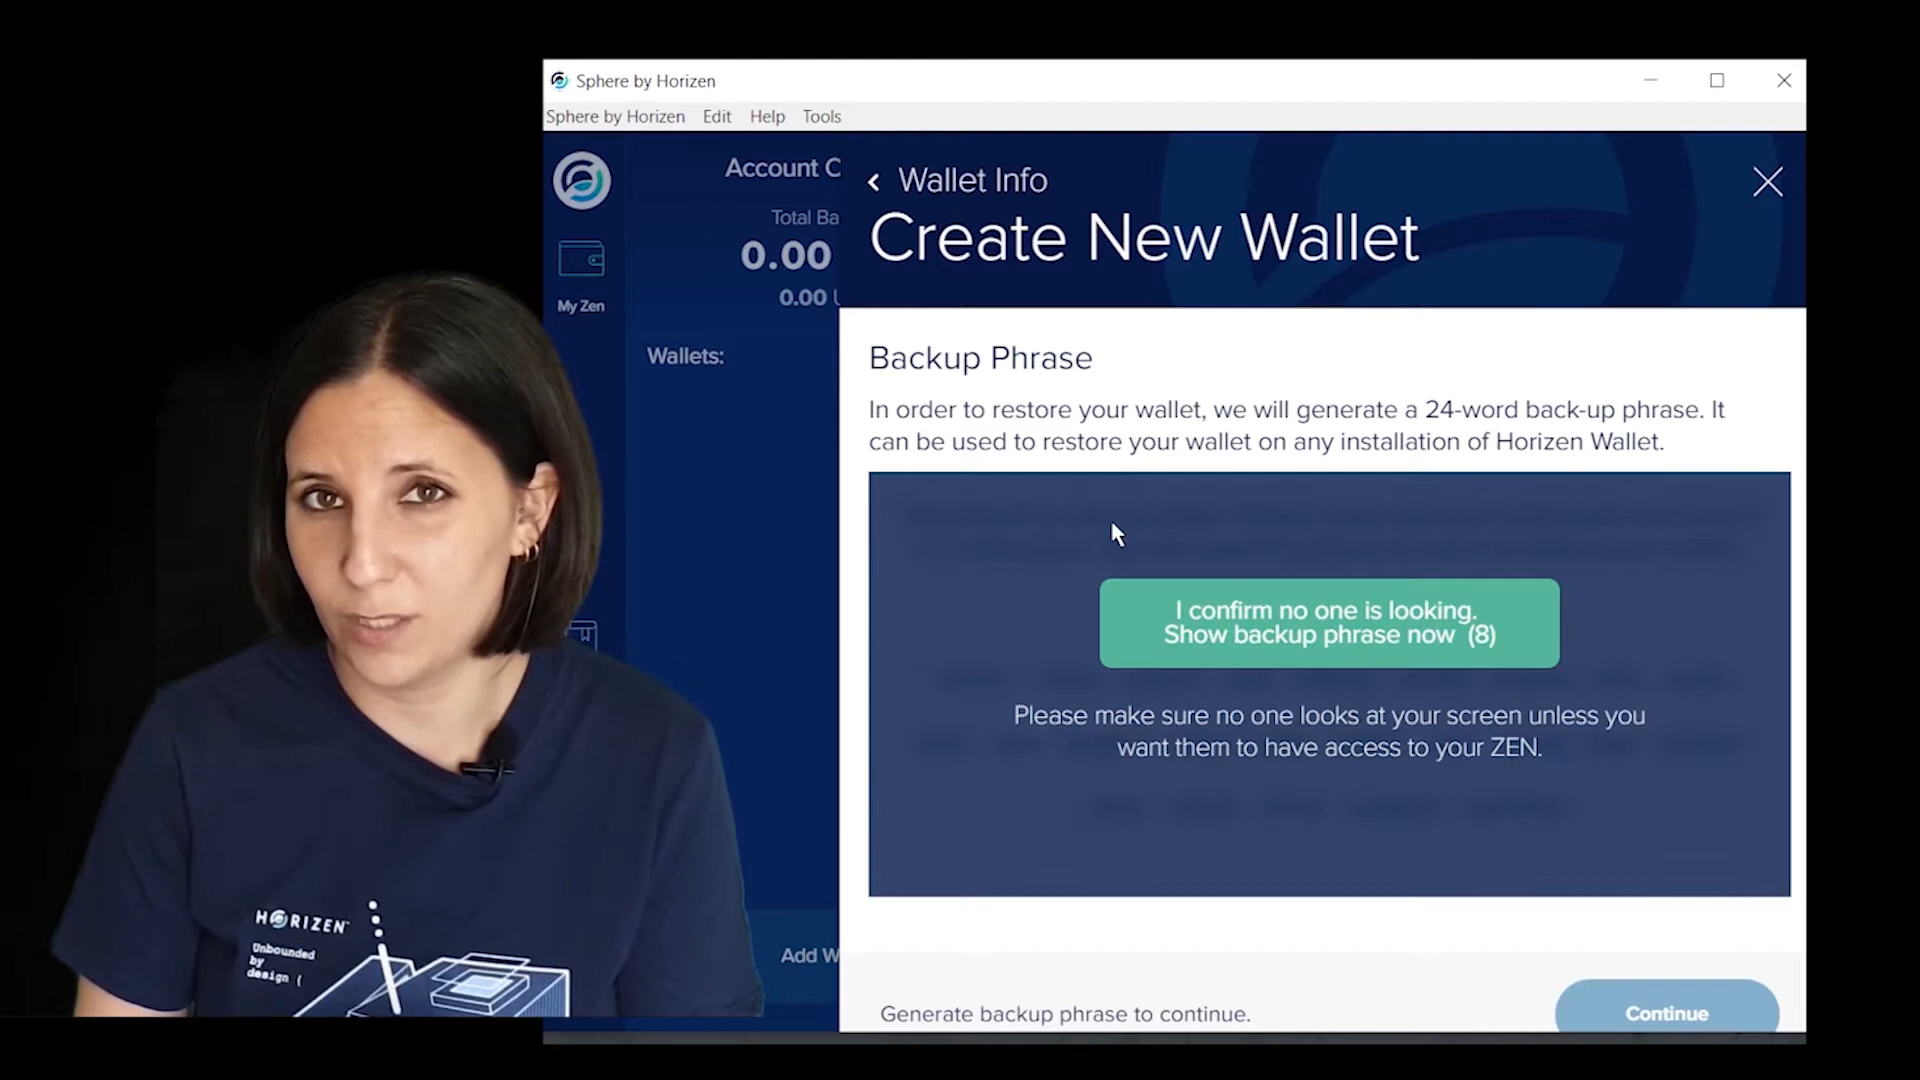 Sphere by Horizen
Sphere by Horizen Edit Help Tools
Account C
Total Ba
0.00
0.00 U
My Zen
Wallets:
Add W
Wallet Info
Create New Wallet
Backup Phrase
In order to restore your wallet, we will generate a 24-word back-up phrase. It
can be used to restore your wallet on any installation of Horizen Wallet.
I confirm no one is looking.
Show backup phrase now (8)
Please make sure no one looks at your screen unless you
want them to have access to your ZEN.
Generate backup phrase to continue.
Continue
HORIZEN
Unbounded
by
design {